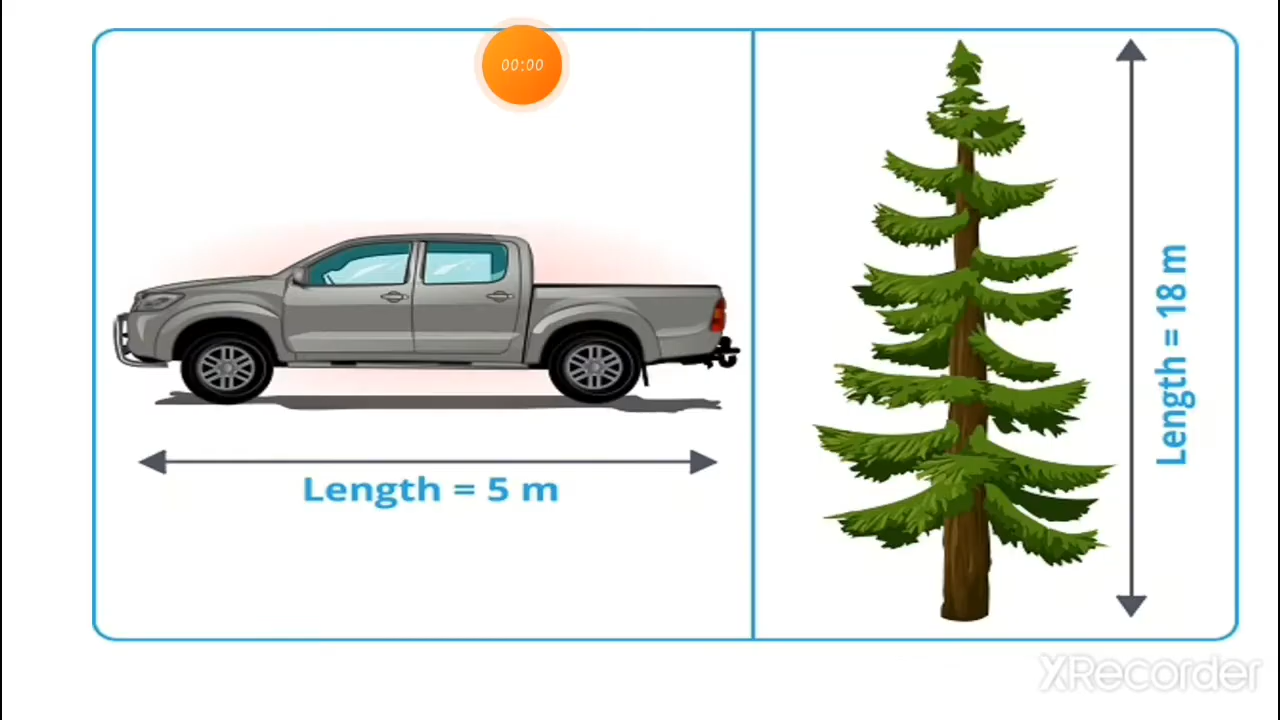 00:00
Length = 5 m
Length = 18 m
XRecorder